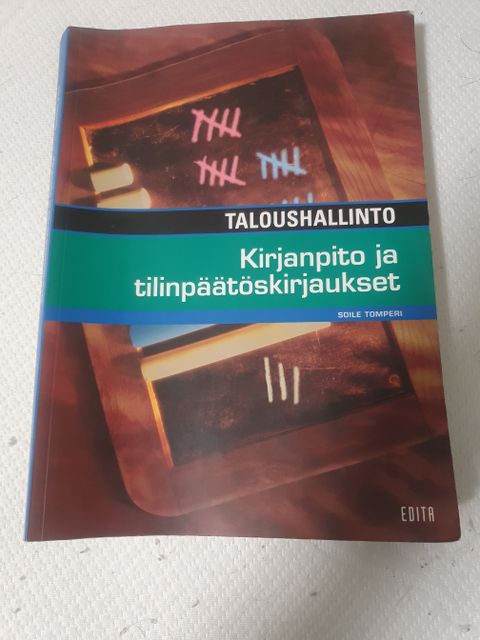 TALOUSHALLINTO
Kirjanpito ja
tilinpäätöskirjaukset
SOILE TOMPERI
EDITA